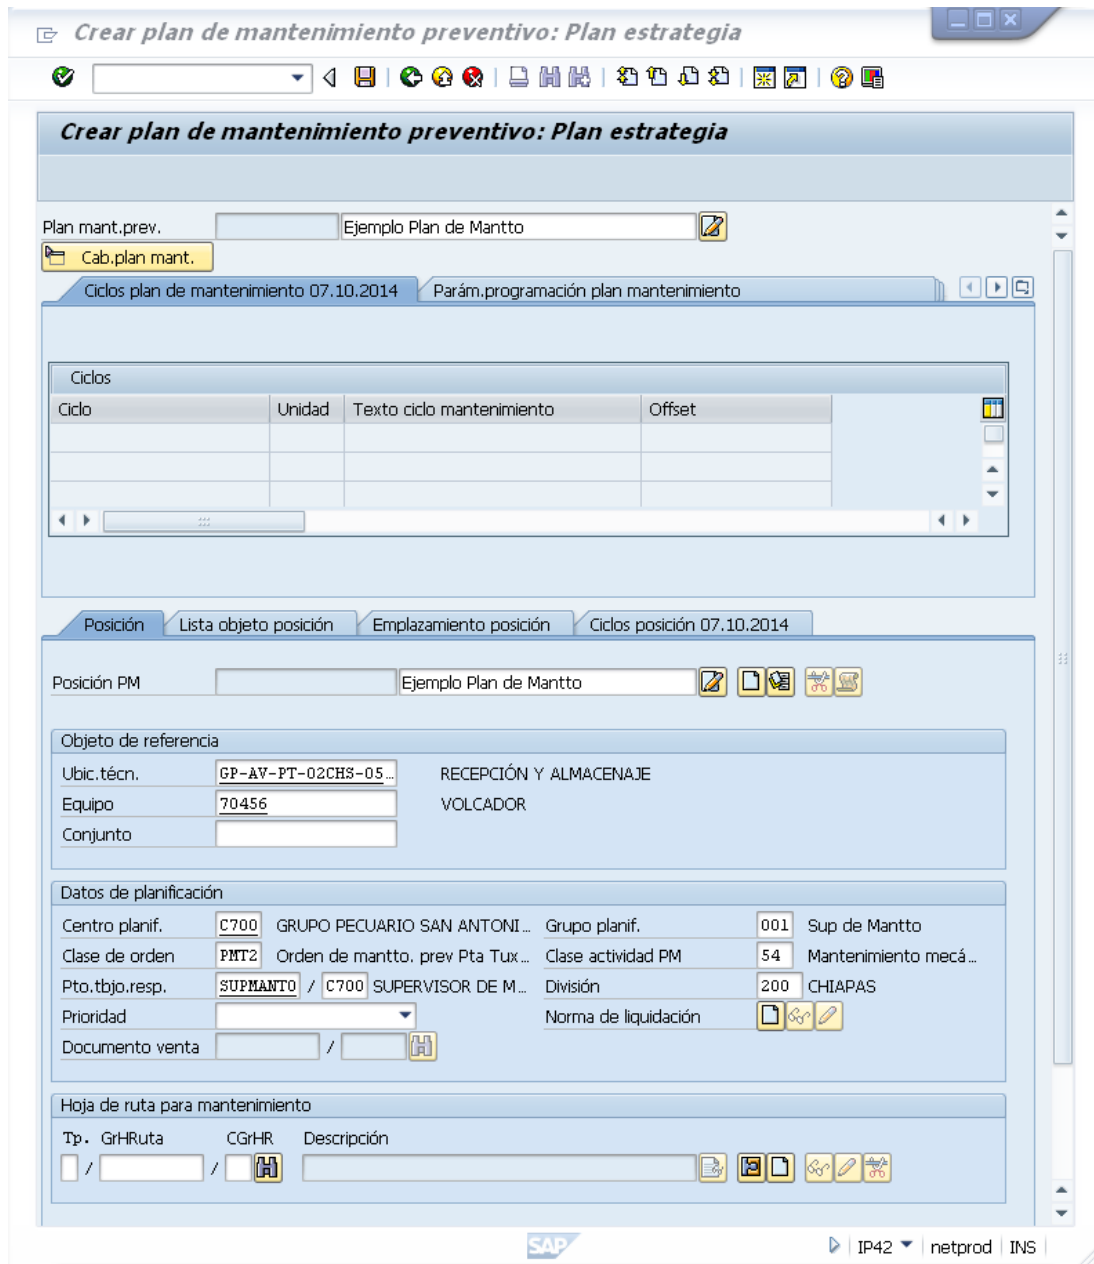 Crear plan de mantenimiento preventivo: Plan estrategia
Crear plan de mantenimiento preventivo: Plan estrategia
Plan mant.prev. Ejemplo Plan de Mantto
Cab.plan mant.
Ciclos plan de mantenimiento 07.10.2014 Parám.programación plan mantenimiento
Ciclos
Ciclo Unidad Texto ciclo mantenimiento Offset
Posición Lista objeto posición Emplazamiento posición Ciclos posición 07.10.2014
Posición PM Ejemplo Plan de Mantto
Objeto de referencia
Ubic.técn. GP-AV-PT-02CHS-05… RECEPCIÓN Y ALMACENAJE
Equipo 70456 VOLCADOR
Conjunto
Datos de planificación
Centro planif. C700 GRUPO PECUARIO SAN ANTONI… Grupo planif. 001 Sup de Mantto
Clase de orden PMT2 Orden de mantto. prev Pta Tux… Clase actividad PM 54 Mantenimiento mecá…
Pto.tbjo.resp. SUPMANTO / C700 SUPERVISOR DE M… División 200 CHIAPAS
Prioridad Norma de liquidación
Documento venta /
Hoja de ruta para mantenimiento
Tp. GrHRuta CGrHR Descripción
/ /
SAP IP42 netprod INS